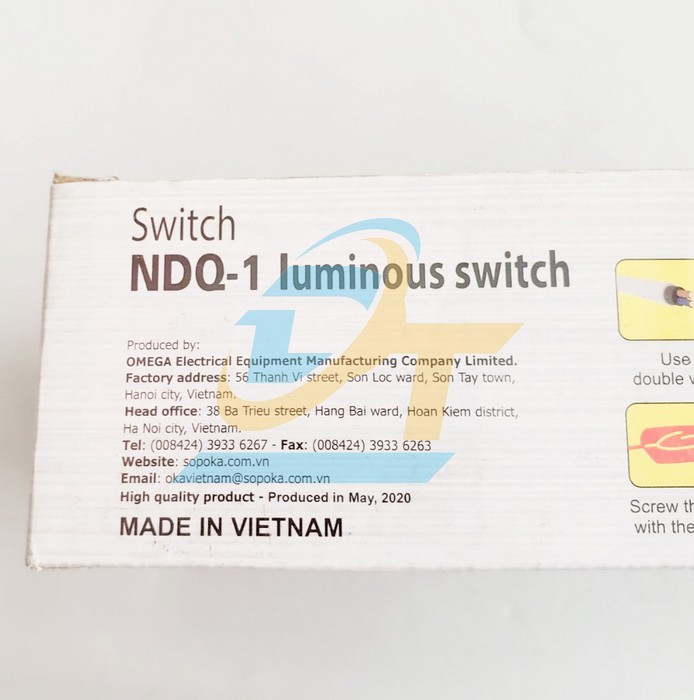 Switch
NDQ-1 luminous switch
Produced by:
OMEGA Electrical Equipment Manufacturing Company Limited.
Factory address: 56 Thanh Vi street, Son Loc ward, Son Tay town,
Hanoi city, Vietnam.
Head office: 38 Ba Trieu street, Hang Bai ward, Hoan Kiem district,
Ha Noi city, Vietnam.
Tel: (008424) 3933 6267 - Fax: (008424) 3933 6263
Website: sopoka.com.vn
Email: okavietnam@sopoka.com.vn
High quality product - Produced in May, 2020
MADE IN VIETNAM
Use
double
Screw
with the
DT